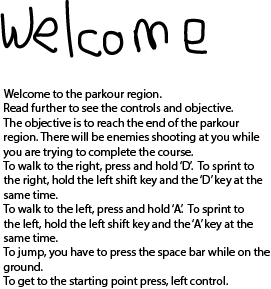 Welcome
Welcome to the parkour region.
Read further to see the controls and objective.
The objective is to reach the end of the parkour
region. There will be enemies shooting at you while
you are trying to complete the course.
To walk to the right, press and hold ‘D’.  To sprint to
the right, hold the left shift key and the ‘D’ key at the
same time.
To walk to the left, press and hold ‘A’.  To sprint to
the left, hold the left shift key and the ‘A’ key at the
same time.
To jump, you have to press the space bar while on the
ground.
To get to the starting point press, left control.